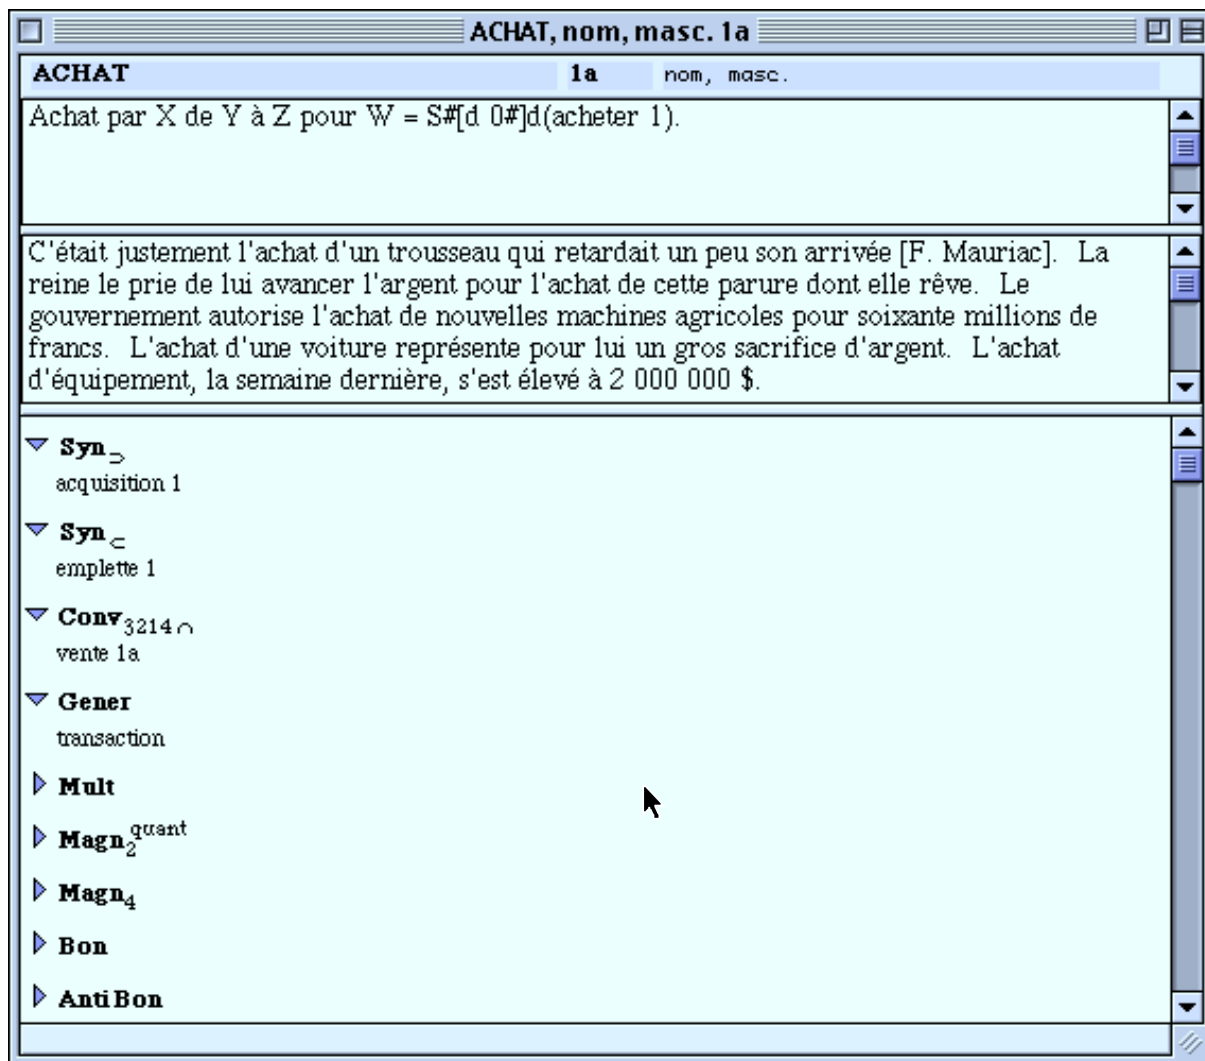 ACHAT, nom, masc. 1a
ACHAT 1a nom, masc.
Achat par X de Y à Z pour W = S#[d 0#]d(acheter 1).
C'était justement l'achat d'un trousseau qui retardait un peu son arrivée [F. Mauriac]. La
reine le prie de lui avancer l'argent pour l'achat de cette parure dont elle rêve. Le
gouvernement autorise l'achat de nouvelles machines agricoles pour soixante millions de
francs. L'achat d'une voiture représente pour lui un gros sacrifice d'argent. L'achat
d'équipement, la semaine dernière, s'est élevé à 2 000 000 $.
Syn⊃
acquisition 1
Syn⊂
emplette 1
Conv3214∩
vente 1a
Gener
transaction
Mult
Magn2quant
Magn4
Bon
AntiBon